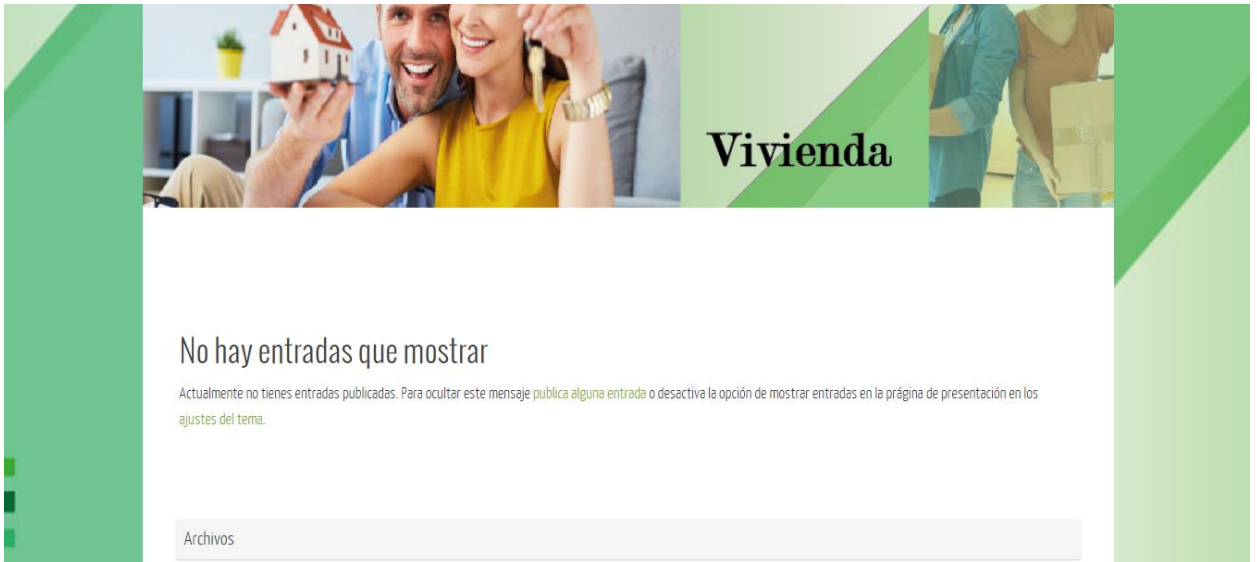 Vivienda
No hay entradas que mostrar
Actualmente no tienes entradas publicadas. Para ocultar este mensaje publica alguna entrada o desactiva la opción de mostrar entradas en la prágina de presentación en los
ajustes del tema.
Archivos